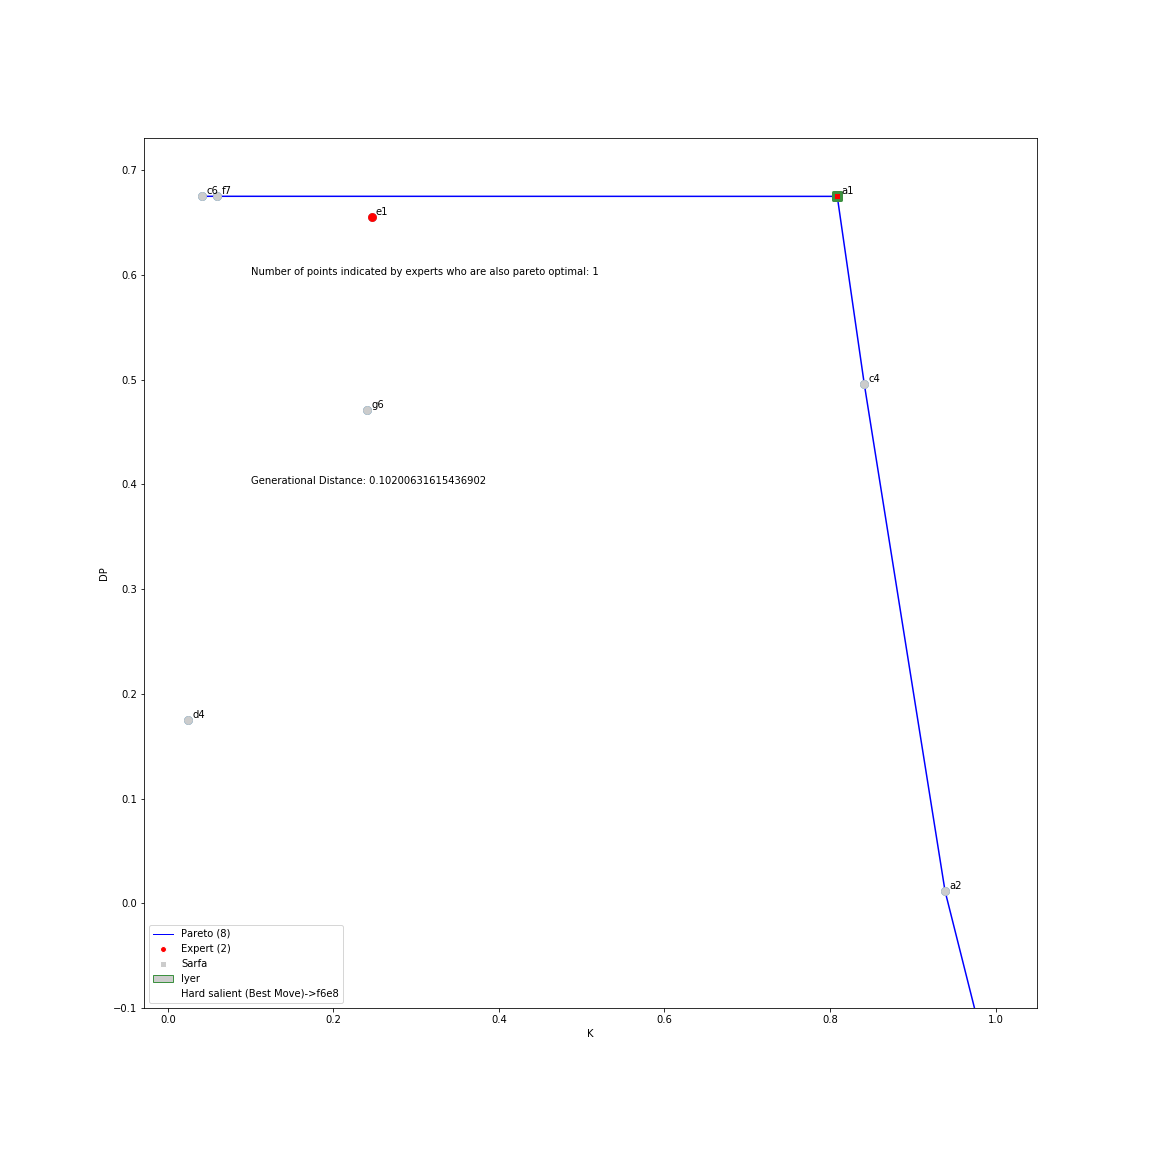 0.7
0.6
0.5
0.4
0.3
0.2
0.1
0.0
−0.1
DP
c6
f7
a1
e1
Number of points indicated by experts who are also pareto optimal: 1
c4
g6
Generational Distance: 0.10200631615436902
d4
a2
Pareto (8)
Expert (2)
Sarfa
Iyer
Hard salient (Best Move)->f6e8
0.0 0.2 0.4 0.6 0.8 1.0
K